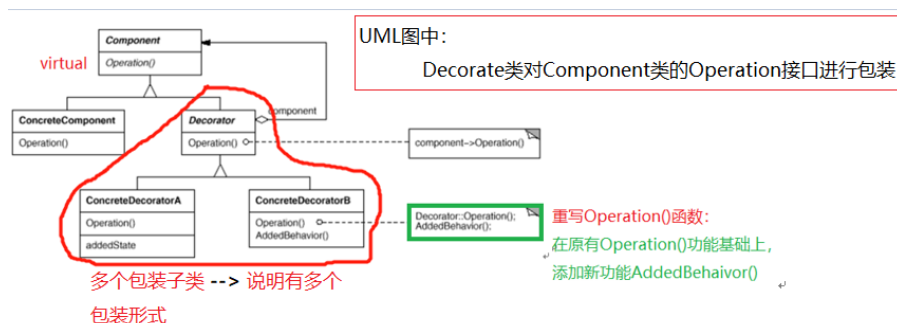 UML图中：
Decorate类对Component类的Operation接口进行包装
Component
Operation()
virtual
component
ConcreteComponent
Operation()
Decorator
Operation()
component->Operation()
ConcreteDecoratorA
Operation()
addedState
ConcreteDecoratorB
Operation()
AddedBehavior()
Decorator::Operation();
AddedBehavior();
重写Operation()函数：
在原有Operation()功能基础上，
添加新功能AddedBehaivor()
多个包装子类 --> 说明有多个
包装形式